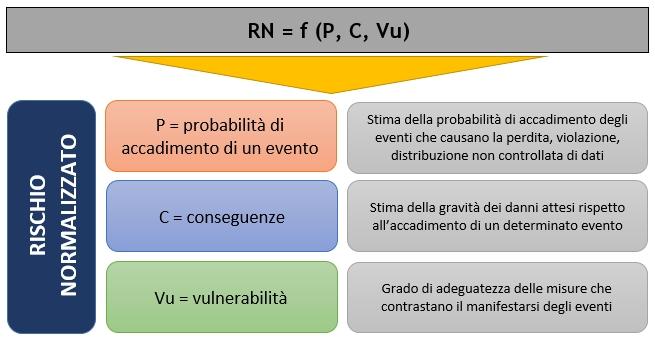 RN = f (P, C, Vu)
RISCHIO
NORMALIZZATO
P = probabilità di
accadimento di un evento
Stima della probabilità di accadimento degli
eventi che causano la perdita, violazione,
distribuzione non controllata di dati
C = conseguenze
Stima della gravità dei danni attesi rispetto
all’accadimento di un determinato evento
Vu = vulnerabilità
Grado di adeguatezza delle misure che
contrastano il manifestarsi degli eventi